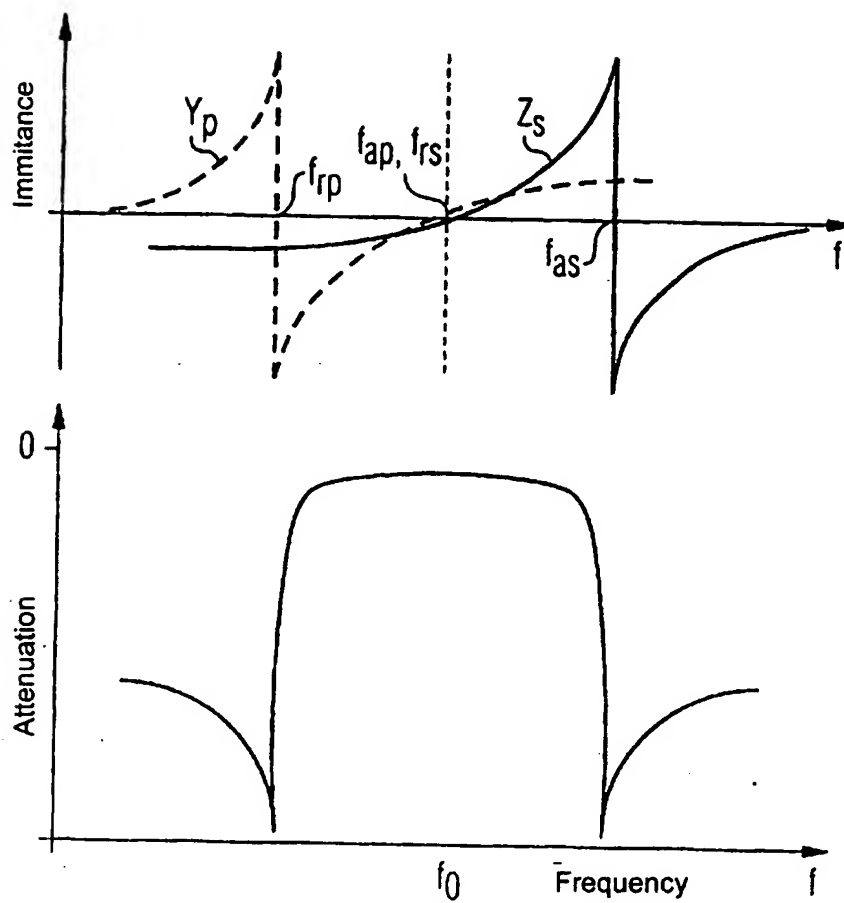 Immitance
Yp
frp
fap, frs
Zs
fas
f
0
Attenuation
f0
Frequency
f